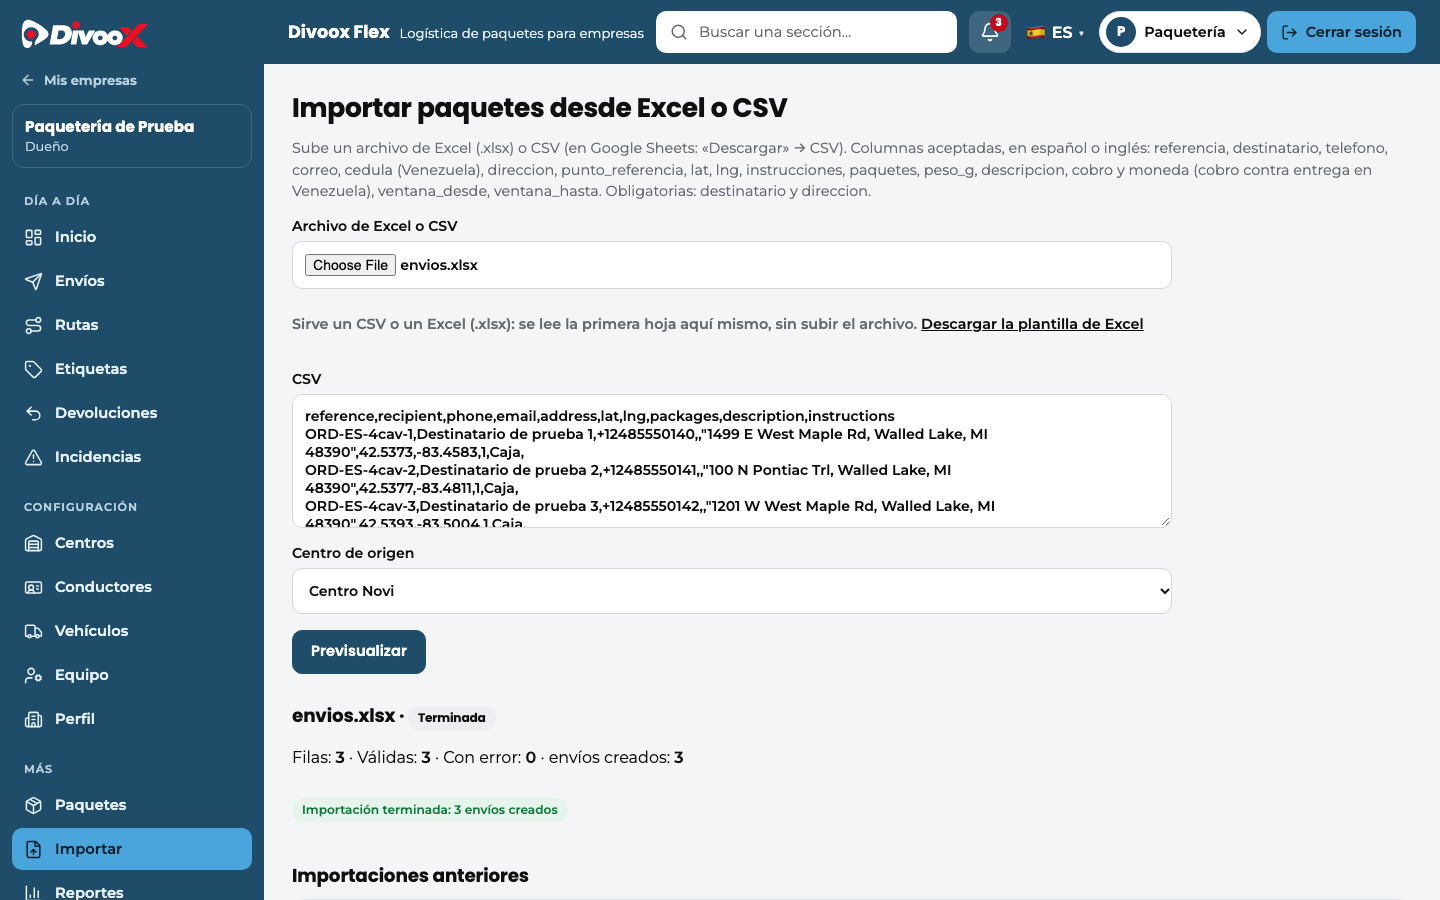 DivooX
Divoox Flex
Logística de paquetes para empresas
Buscar una sección...
3
ES
P
Paquetería
Cerrar sesión
Mis empresas
Paquetería de Prueba
Dueño
DÍA A DÍA
Inicio
Envíos
Rutas
Etiquetas
Devoluciones
Incidencias
CONFIGURACIÓN
Centros
Conductores
Vehículos
Equipo
Perfil
MÁS
Paquetes
Importar
Reportes
Importar paquetes desde Excel o CSV
Sube un archivo de Excel (.xlsx) o CSV (en Google Sheets: «Descargar» → CSV). Columnas aceptadas, en español o inglés: referencia, destinatario, telefono,
correo, cedula (Venezuela), direccion, punto_referencia, lat, lng, instrucciones, paquetes, peso_g, descripcion, cobro y moneda (cobro contra entrega en
Venezuela), ventana_desde, ventana_hasta. Obligatorias: destinatario y direccion.
Archivo de Excel o CSV
Choose File envios.xlsx
Sirve un CSV o un Excel (.xlsx): se lee la primera hoja aquí mismo, sin subir el archivo. Descargar la plantilla de Excel
CSV
reference,recipient,phone,email,address,lat,lng,packages,description,instructions
ORD-ES-4cav-1,Destinatario de prueba 1,+12485550140,,"1499 E West Maple Rd, Walled Lake, MI
48390",42.5373,-83.4583,1,Caja,
ORD-ES-4cav-2,Destinatario de prueba 2,+12485550141,,"100 N Pontiac Trl, Walled Lake, MI
48390",42.5377,-83.4811,1,Caja,
ORD-ES-4cav-3,Destinatario de prueba 3,+12485550142,,"1201 W West Maple Rd, Walled Lake, MI
48390",42.5393,-83.5004,1,Caja,
Centro de origen
Centro Novi
Previsualizar
envios.xlsx · Terminada
Filas: 3 · Válidas: 3 · Con error: 0 · envíos creados: 3
Importación terminada: 3 envíos creados
Importaciones anteriores